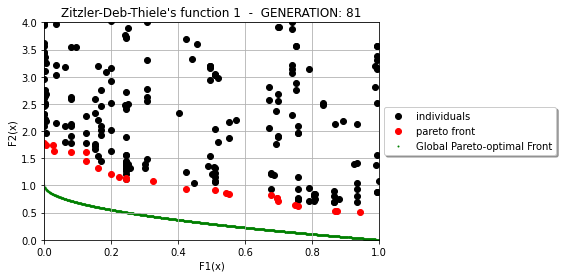 Zitzler-Deb-Thiele's function 1 - GENERATION: 81
4.0
3.5
3.0
2.5
2.0
1.5
1.0
0.5
0.0
F2(x)
0.0 0.2 0.4 0.6 0.8 1.0
F1(x)
individuals
pareto front
Global Pareto-optimal Front